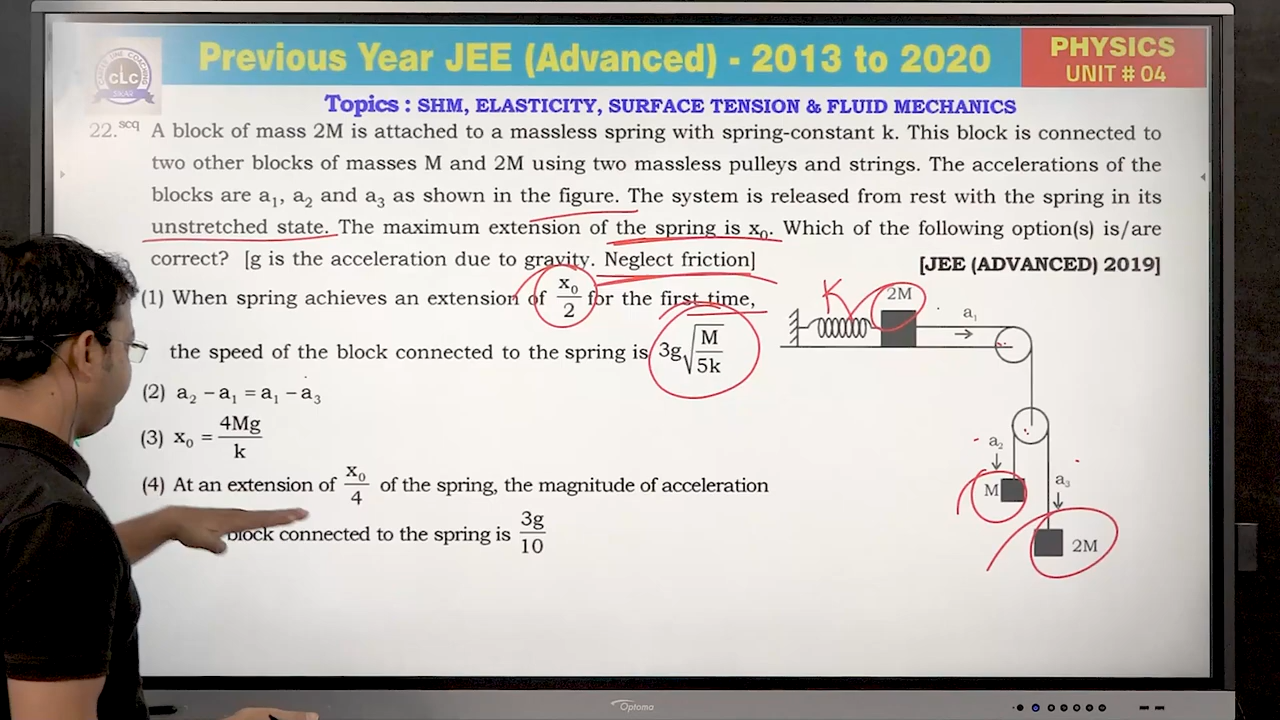 Previous Year JEE (Advanced) - 2013 to 2020
PHYSICS
UNIT # 04
CLC
SIKAR
Topics : SHM, ELASTICITY, SURFACE TENSION & FLUID MECHANICS
22.scq A block of mass 2M is attached to a massless spring with spring-constant k. This block is connected to
two other blocks of masses M and 2M using two massless pulleys and strings. The accelerations of the
blocks are a₁, a₂ and a₃ as shown in the figure. The system is released from rest with the spring in its
unstretched state. The maximum extension of the spring is x₀. Which of the following option(s) is/are
correct? [g is the acceleration due to gravity. Neglect friction]
[JEE (ADVANCED) 2019]
(1) When spring achieves an extension of x₀/2 for the first time,
the speed of the block connected to the spring is 3g√(M/5k)
(2) a₂ – a₁ = a₁ – a₃
(3) x₀ = 4Mg/k
(4) At an extension of x₀/4 of the spring, the magnitude of acceleration
block connected to the spring is 3g/10
K
2M
a₁
a₂
M
a₃
2M
Optoma